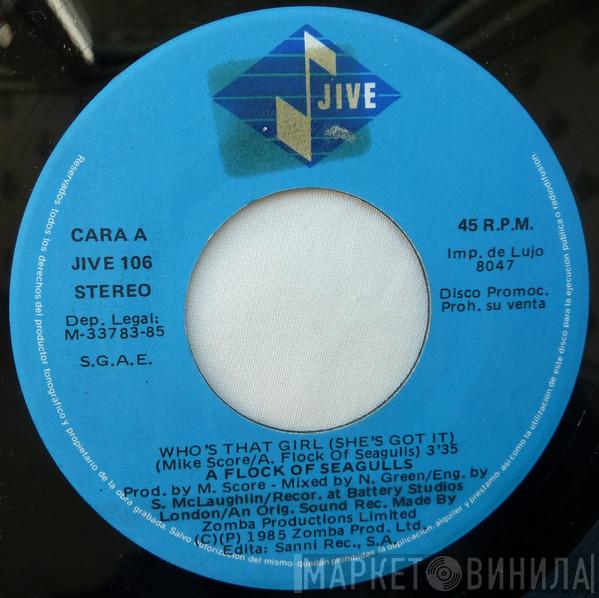 JIVE
CARA A
JIVE 106
STEREO
Dep. Legal:
M-33783-85
S.G.A.E.
45 R.P.M.
Imp. de Lujo
8047
Disco Promoc.
Proh. su venta
WHO'S THAT GIRL (SHE'S GOT IT)
(Mike Score/A. Flock Of Seagulls) 3'35
A FLOCK OF SEAGULLS
Prod. by M. Score - Mixed by N. Green/Eng. by
S. McLaughlin/Recor. at Battery Studios
London/An Orig. Sound Rec. Made By
Zomba Productions Limited
(C)(P) 1985 Zomba Prod. Ltd.
Edita: Sanni Rec., S.A.
Reservados todos los derechos del productor fonográfico y propietario de la obra grabada. Salvo autorización del mismo, quedan prohibidas la duplicación, alquiler y prestamo, asi como la utilización de este disco para la ejecución publica o radiodifusion.
МАРКЕТ ВИНИЛА